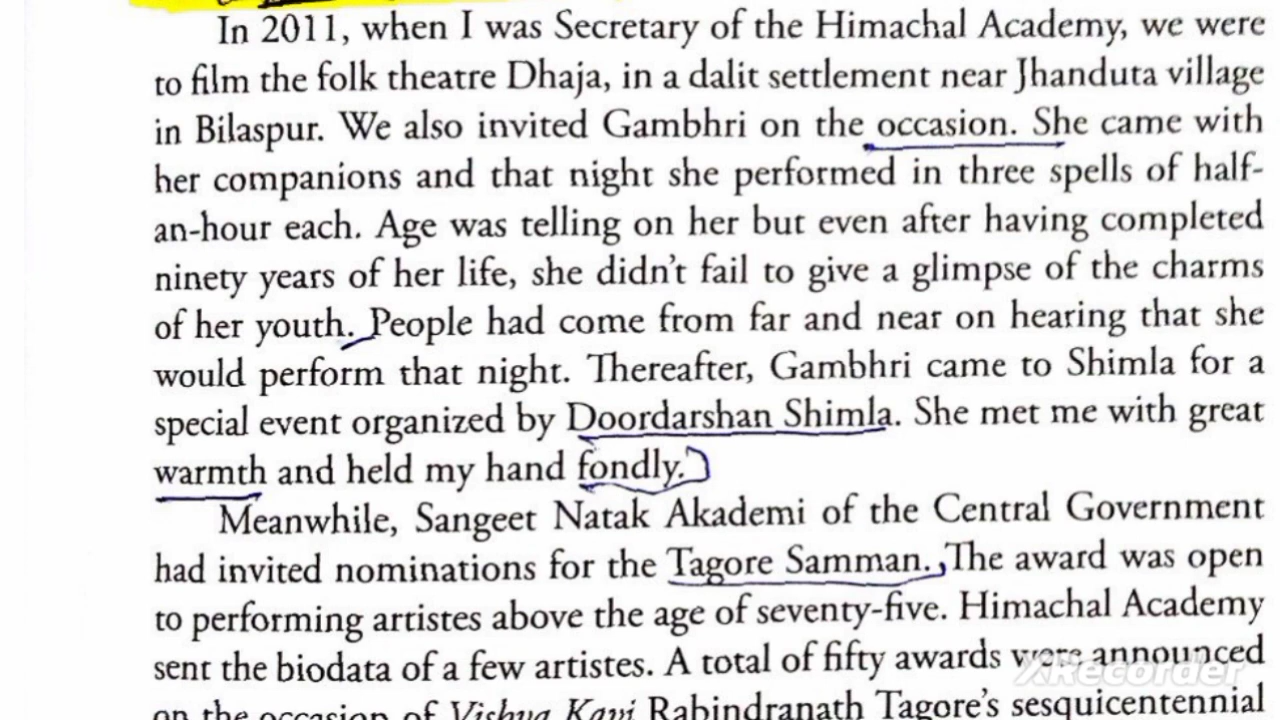 In 2011, when I was Secretary of the Himachal Academy, we were
to film the folk theatre Dhaja, in a dalit settlement near Jhanduta village
in Bilaspur. We also invited Gambhri on the occasion. She came with
her companions and that night she performed in three spells of half-
an-hour each. Age was telling on her but even after having completed
ninety years of her life, she didn't fail to give a glimpse of the charms
of her youth. People had come from far and near on hearing that she
would perform that night. Thereafter, Gambhri came to Shimla for a
special event organized by Doordarshan Shimla. She met me with great
warmth and held my hand fondly.
Meanwhile, Sangeet Natak Akademi of the Central Government
had invited nominations for the Tagore Samman. The award was open
to performing artistes above the age of seventy-five. Himachal Academy
sent the biodata of a few artistes. A total of fifty awards were announced
XRecorder
on the occasion of Vishva Kavi Rabindranath Tagore's sesquicentennial